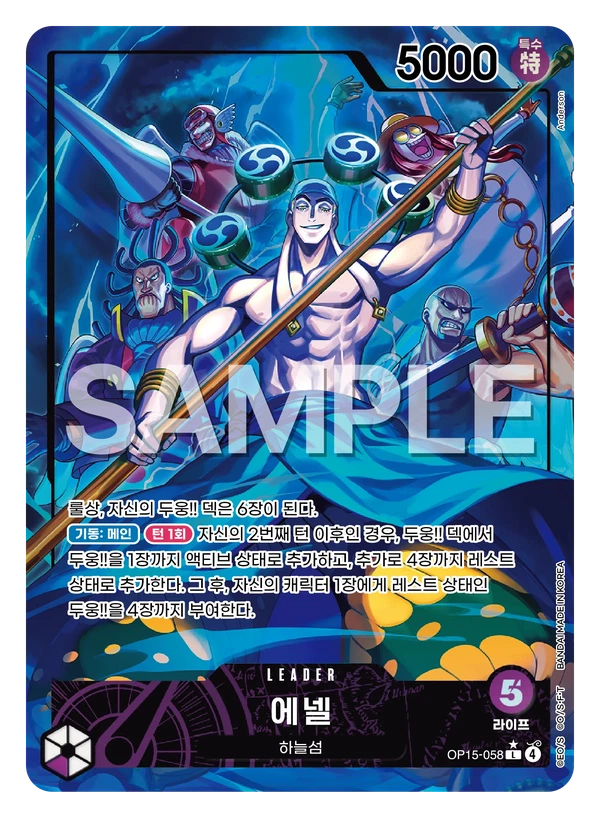 5000
특수
特
Anderson
SAMPLE
룰상, 자신의 두웅!! 덱은 6장이 된다.
기동: 메인 턴 1회 자신의 2번째 턴 이후인 경우, 두웅!! 덱에서
두웅!!을 1장까지 액티브 상태로 추가하고, 추가로 4장까지 레스트
상태로 추가한다. 그 후, 자신의 캐릭터 1장에게 레스트 상태인
두웅!!을 4장까지 부여한다.
LEADER
에넬
하늘섬
5
라이프
OP15-058 L 4
©EO/S ©O/S·F·T BANDAI MADE IN KOREA